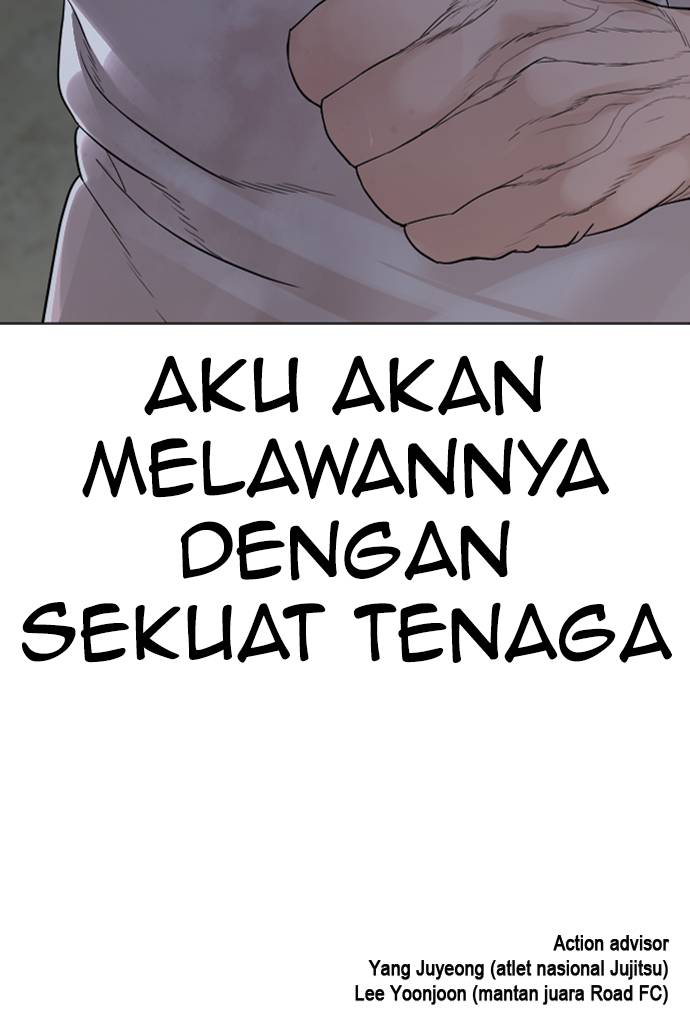 AKU AKAN
MELAWANNYA
DENGAN
SEKUAT TENAGA
Action advisor
Yang Juyeong (atlet nasional Jujitsu)
Lee Yoonjoon (mantan juara Road FC)